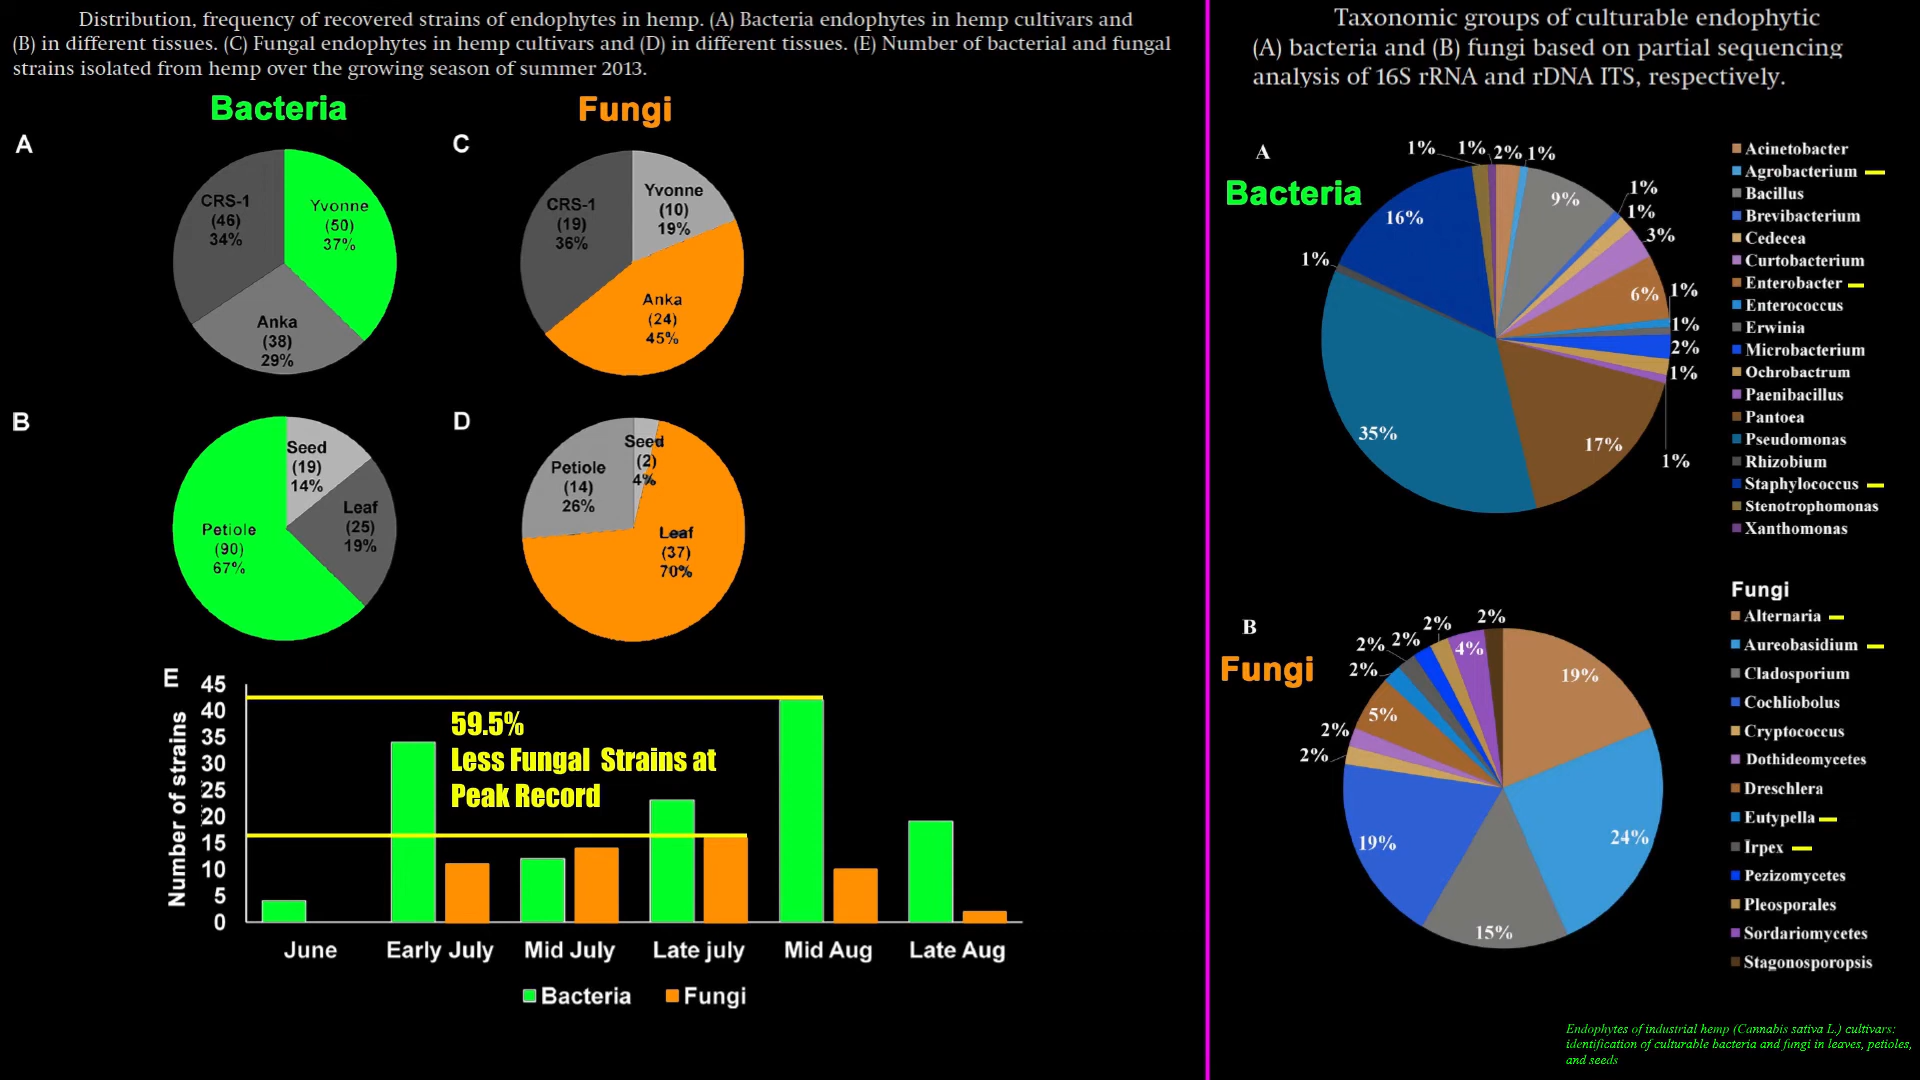 Distribution, frequency of recovered strains of endophytes in hemp. (A) Bacteria endophytes in hemp cultivars and
(B) in different tissues. (C) Fungal endophytes in hemp cultivars and (D) in different tissues. (E) Number of bacterial and fungal
strains isolated from hemp over the growing season of summer 2013.
Bacteria
Fungi
A
CRS-1
(46)
34%
Yvonne
(50)
37%
Anka
(38)
29%
C
CRS-1
(19)
36%
Yvonne
(10)
19%
Anka
(24)
45%
B
Seed
(19)
14%
Leaf
(25)
19%
Petiole
(90)
67%
D
Seed
(2)
4%
Petiole
(14)
26%
Leaf
(37)
70%
E
Number of strains
45
40
35
30
25
20
15
10
5
0
59.5%
Less Fungal Strains at
Peak Record
June
Early July
Mid July
Late july
Mid Aug
Late Aug
Bacteria
Fungi
Taxonomic groups of culturable endophytic
(A) bacteria and (B) fungi based on partial sequencing
analysis of 16S rRNA and rDNA ITS, respectively.
A
Bacteria
1%
1%
2%
1%
9%
1%
1%
3%
6%
1%
1%
2%
1%
1%
17%
35%
1%
16%
Acinetobacter
Agrobacterium
Bacillus
Brevibacterium
Cedecea
Curtobacterium
Enterobacter
Enterococcus
Erwinia
Microbacterium
Ochrobactrum
Paenibacillus
Pantoea
Pseudomonas
Rhizobium
Staphylococcus
Stenotrophomonas
Xanthomonas
B
Fungi
19%
24%
15%
19%
2%
2%
5%
2%
2%
2%
2%
4%
2%
Fungi
Alternaria
Aureobasidium
Cladosporium
Cochliobolus
Cryptococcus
Dothideomycetes
Dreschlera
Eutypella
Irpex
Pezizomycetes
Pleosporales
Sordariomycetes
Stagonosporopsis
Endophytes of industrial hemp (Cannabis sativa L.) cultivars:
identification of culturable bacteria and fungi in leaves, petioles,
and seeds